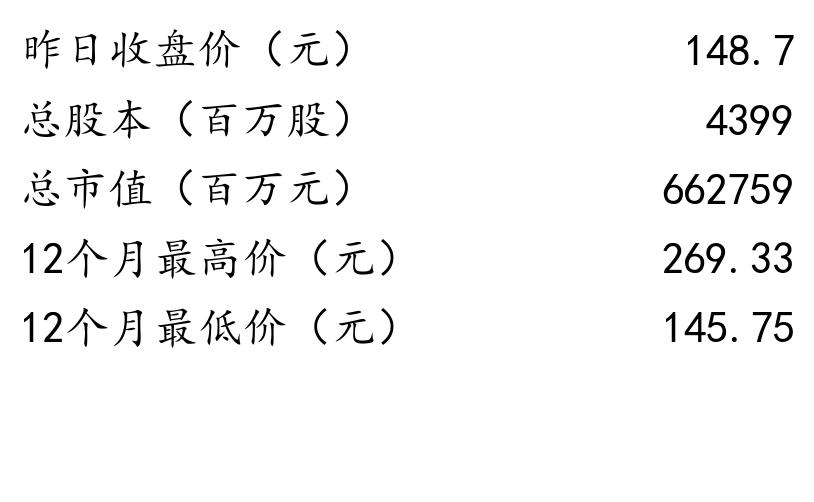 昨日收盘价（元） 148.7
总股本（百万股） 4399
总市值（百万元） 662759
12个月最高价（元） 269.33
12个月最低价（元） 145.75